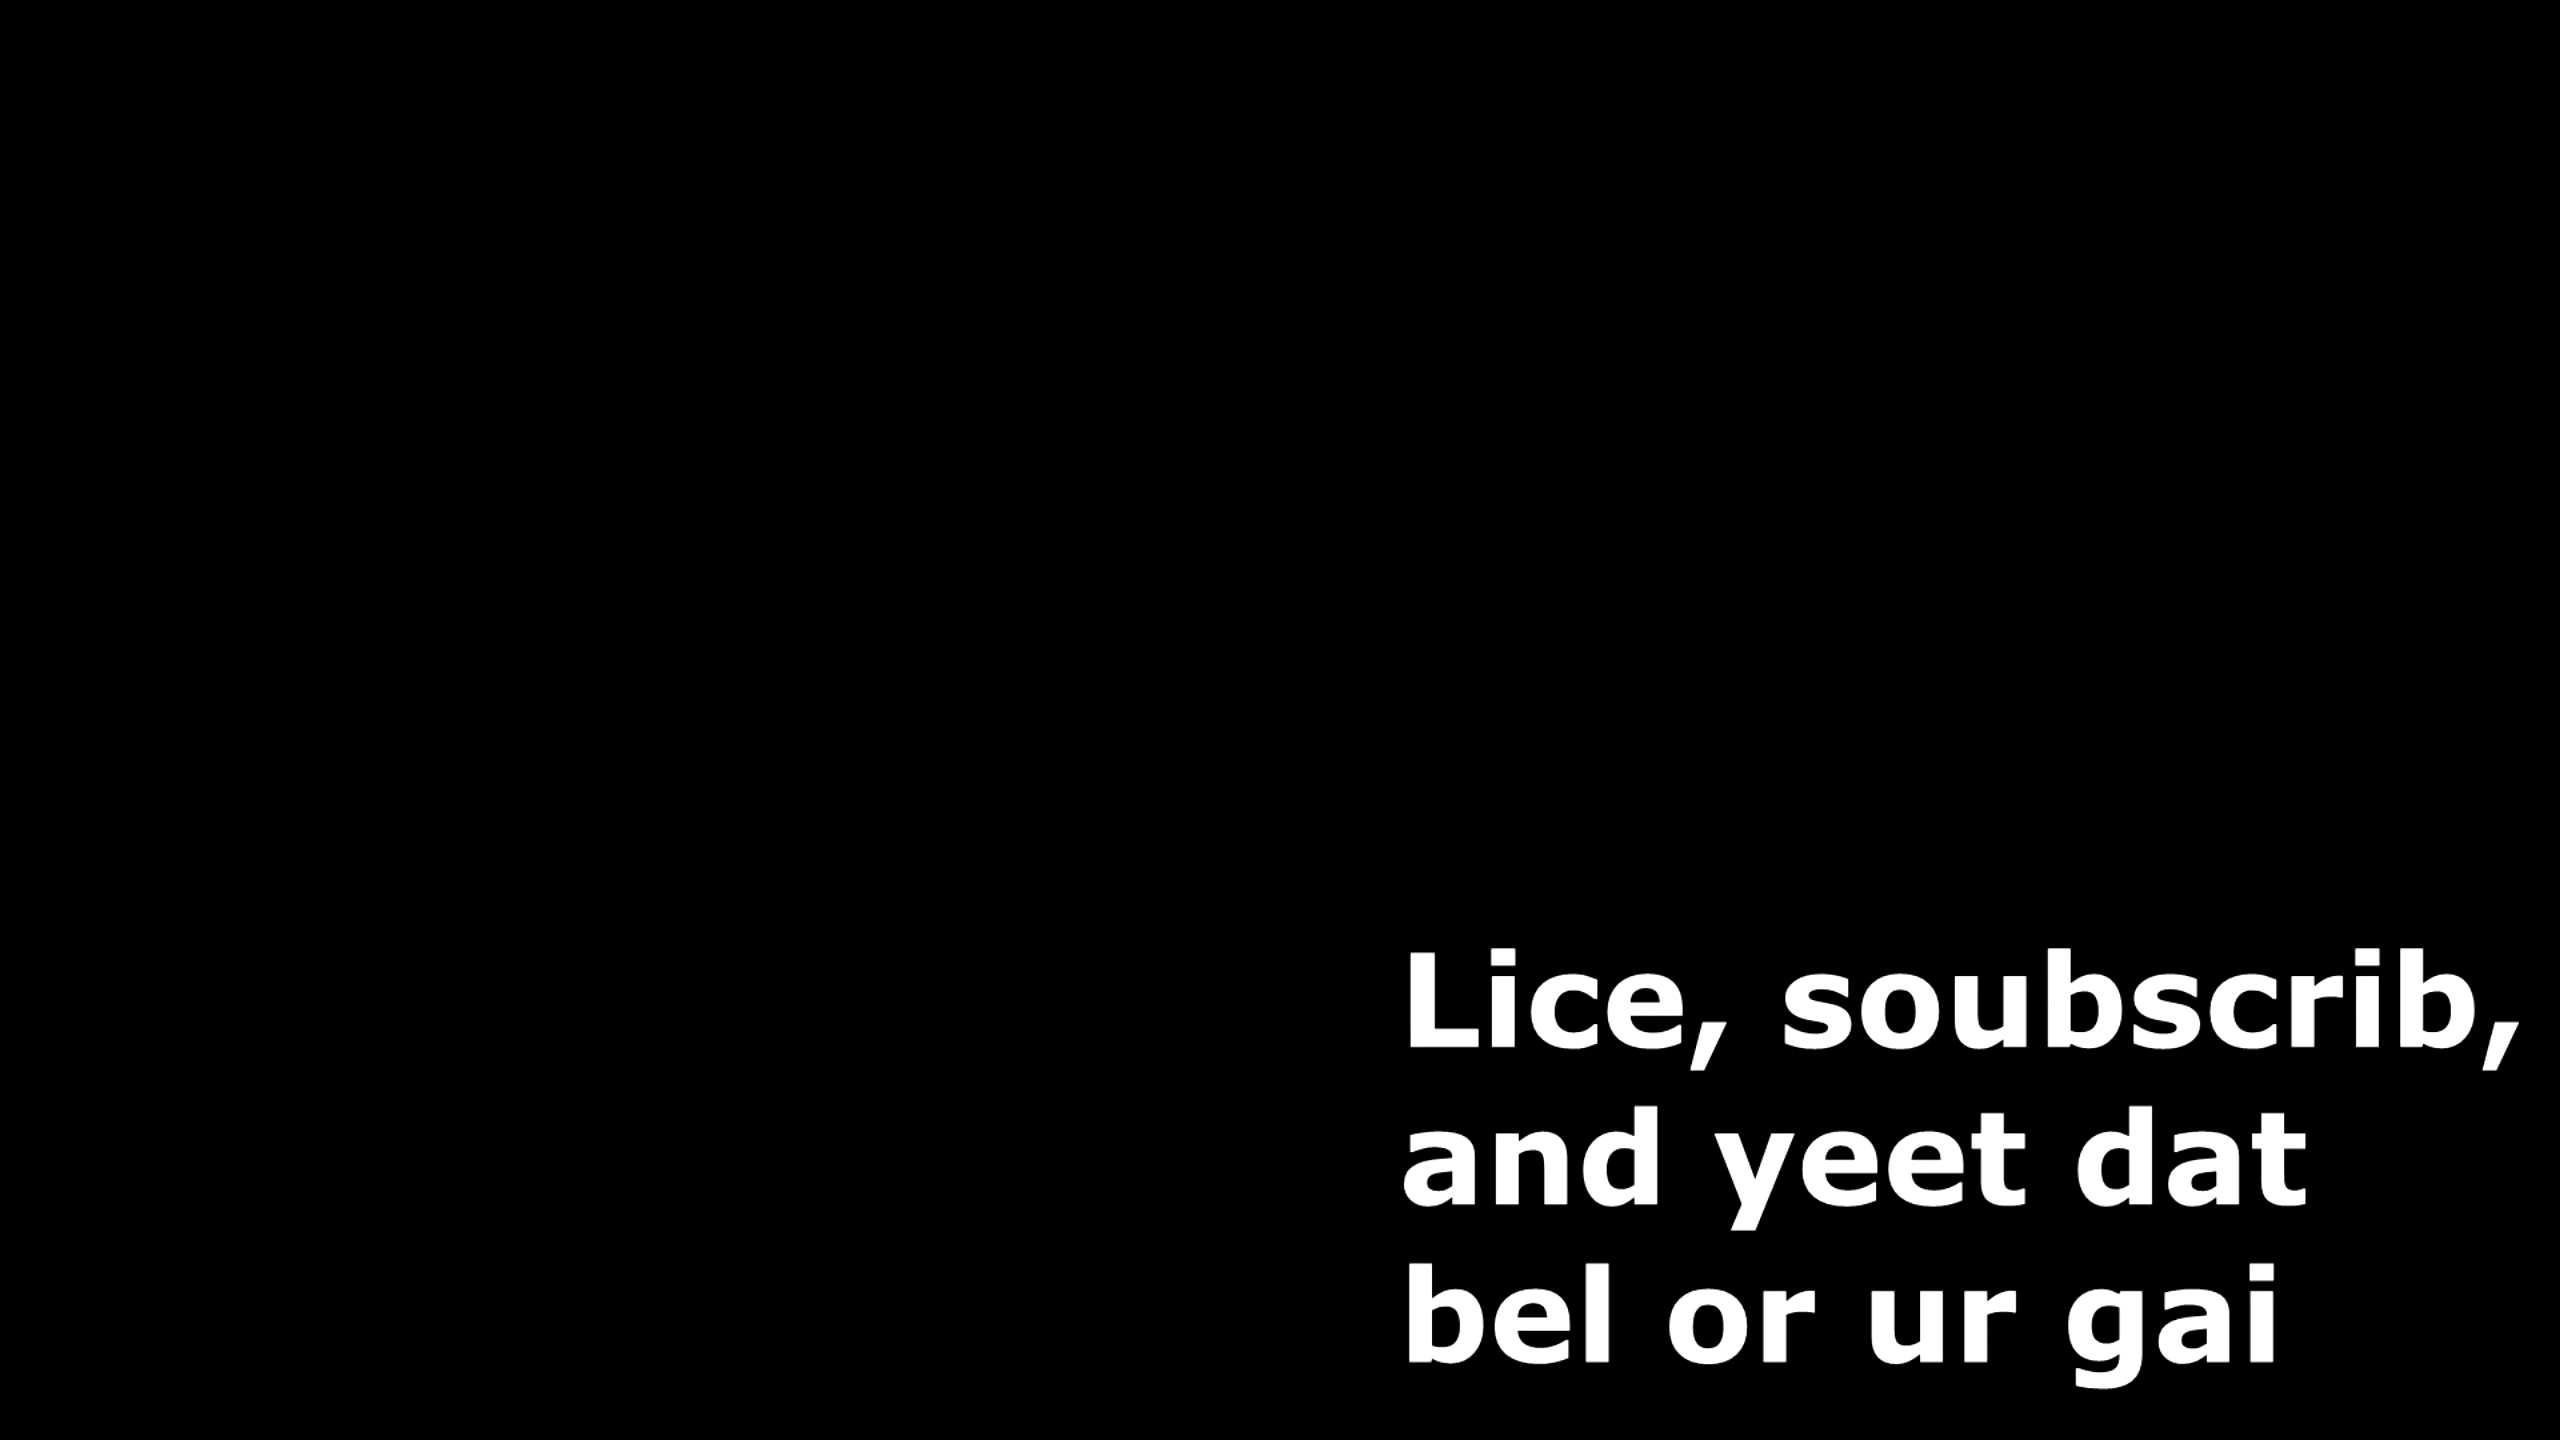 Lice, soubscrib,
and yeet dat
bel or ur gai